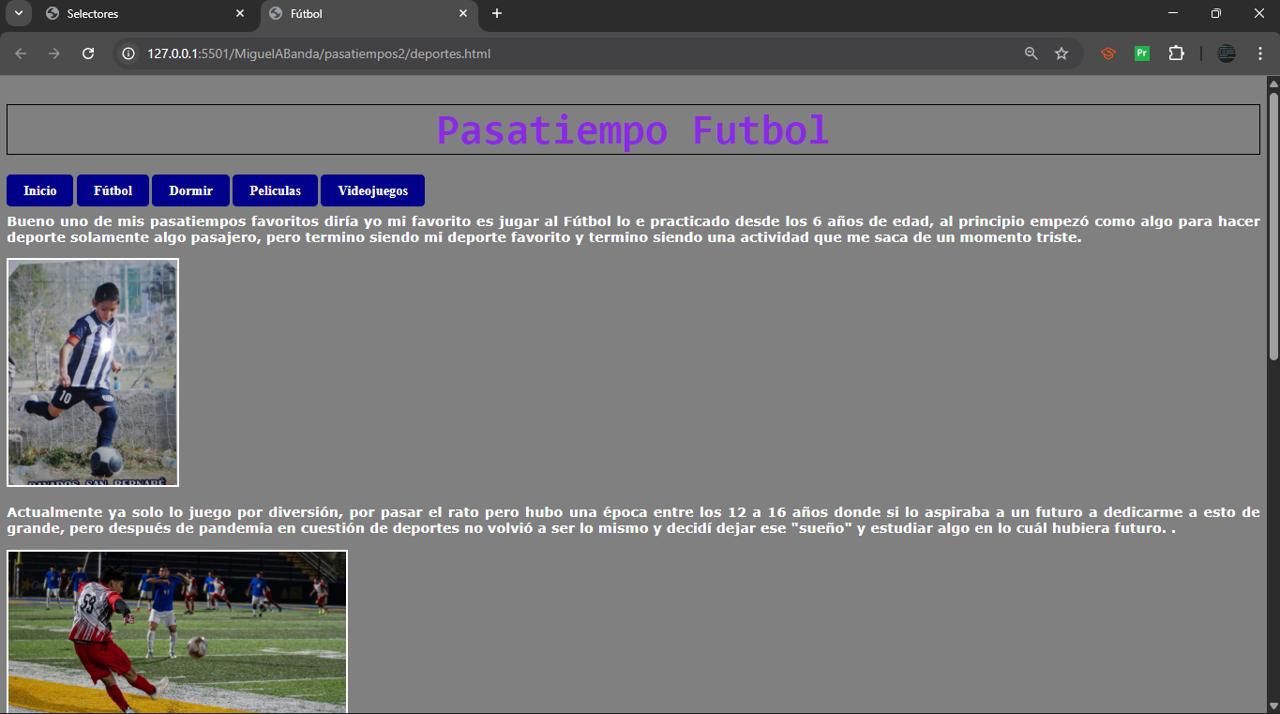 Selectores
Fútbol
127.0.0.1:5501/MiguelABanda/pasatiempos2/deportes.html
Pr
Pasatiempo Futbol
Inicio Fútbol Dormir Peliculas Videojuegos
Bueno uno de mis pasatiempos favoritos diría yo mi favorito es jugar al Fútbol lo e practicado desde los 6 años de edad, al principio empezó como algo para hacer
deporte solamente algo pasajero, pero termino siendo mi deporte favorito y termino siendo una actividad que me saca de un momento triste.
10
RAYADOS SAN BERNABÉ
Actualmente ya solo lo juego por diversión, por pasar el rato pero hubo una época entre los 12 a 16 años donde si lo aspiraba a un futuro a dedicarme a esto de
grande, pero después de pandemia en cuestión de deportes no volvió a ser lo mismo y decidí dejar ese "sueño" y estudiar algo en lo cuál hubiera futuro. .
53